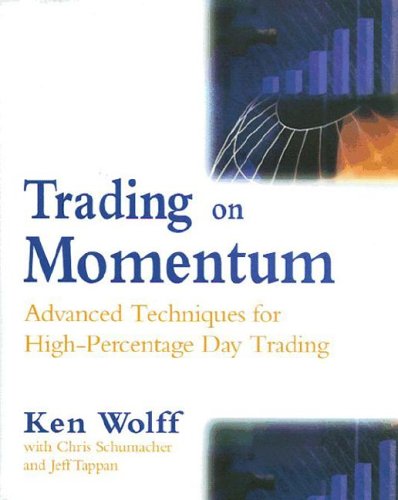 Trading on
Momentum
Advanced Techniques for
High-Percentage Day Trading
Ken Wolff
with Chris Schumacher
and Jeff Tappan